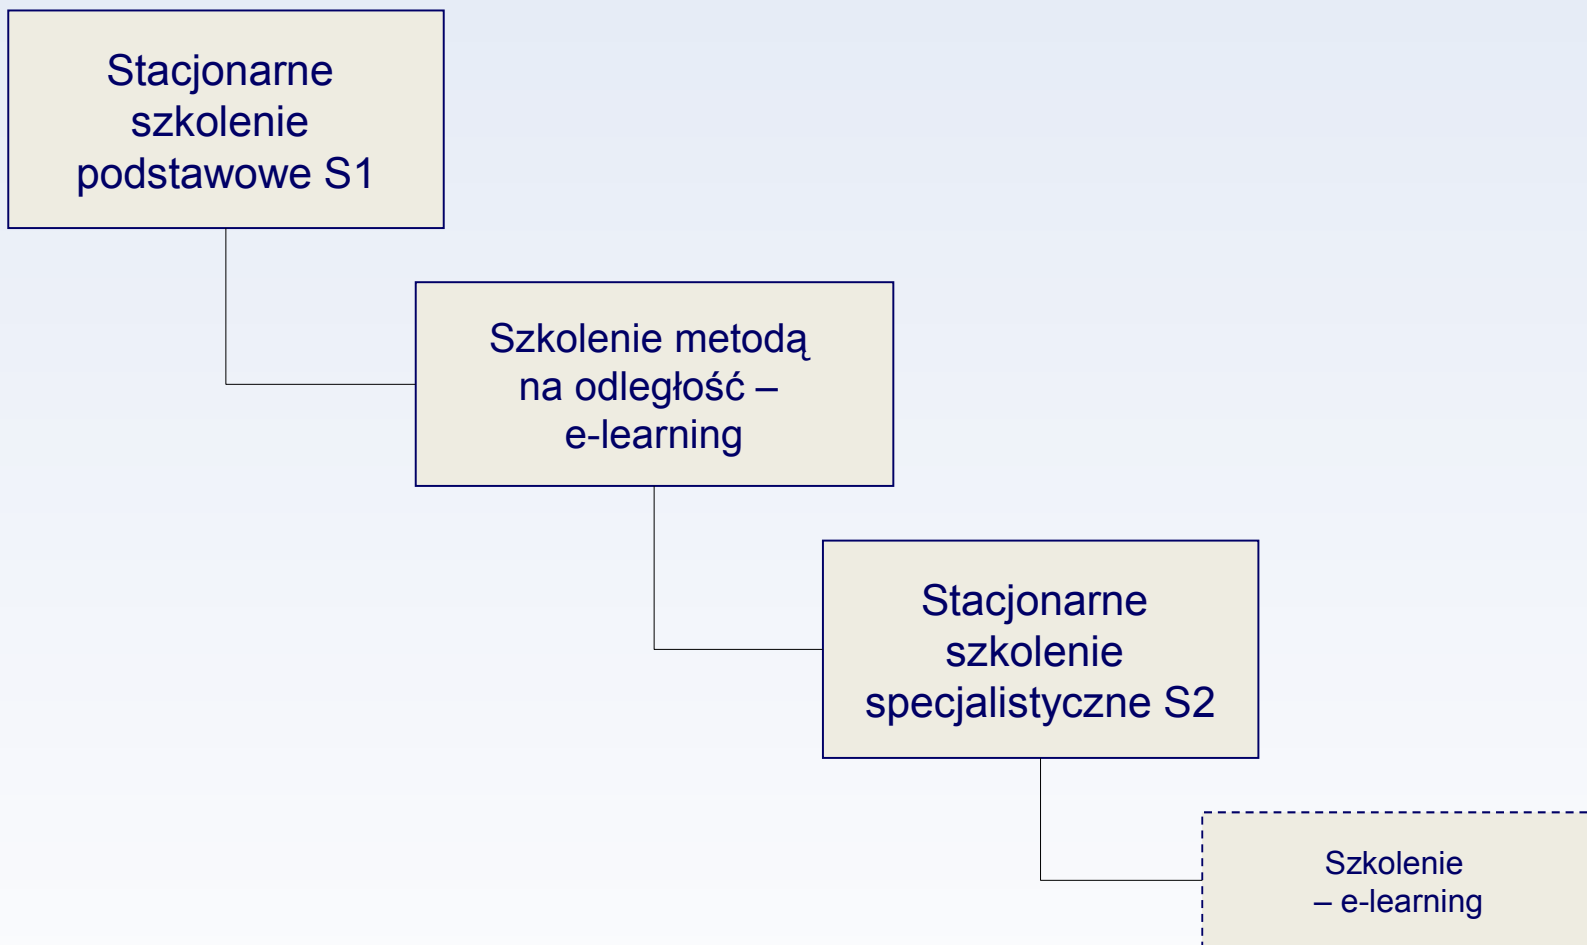 Stacjonarne
szkolenie
podstawowe S1
Szkolenie metodą
na odległość –
e-learning
Stacjonarne
szkolenie
specjalistyczne S2
Szkolenie
– e-learning